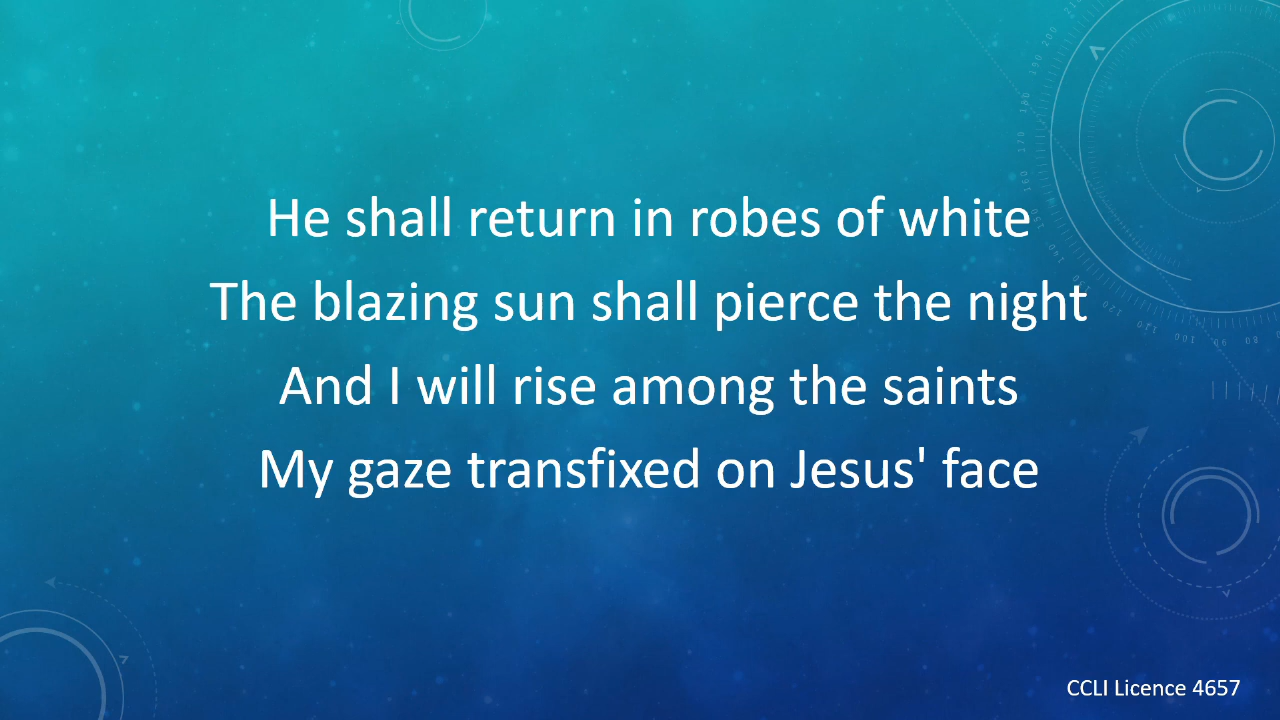 He shall return in robes of white
The blazing sun shall pierce the night
And I will rise among the saints
My gaze transfixed on Jesus' face
CCLI Licence 4657